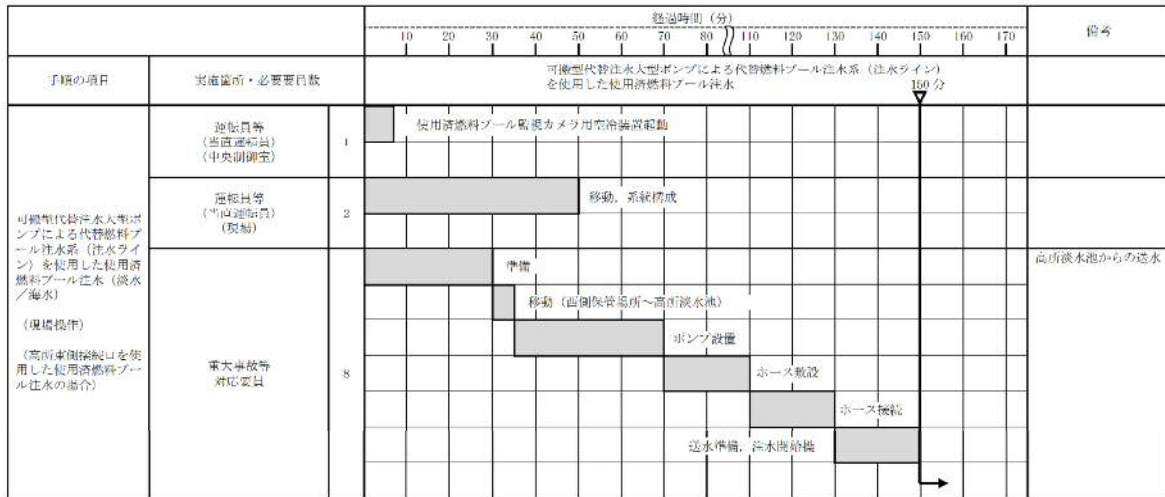 経過時間（分）
備考
10 20 30 40 50 60 70 80 110 120 130 140 150 160 170
手順の項目
実施箇所・必要要員数
可搬型代替注水大型ポンプによる代替燃料プール注水系（注水ライン）
を使用した使用済燃料プール注水
150分
運転員等
（当直運転員）
（中央制御室）
1
使用済燃料プール監視カメラ用空冷装置起動
運転員等
（当直運転員）
（現場）
2
移動，系統構成
可搬型代替注水大型ポ
ンプによる代替燃料プ
ール注水系（注水ライ
ン）を使用した使用済
燃料プール注水（淡水
／海水）
（現場操作）
（高所東側接続口を使
用した使用済燃料プー
ル注水の場合）
重大事故等
対応要員
8
準備
移動（西側保管場所～高所淡水池）
ポンプ設置
ホース敷設
ホース接続
送水準備，注水開始操
高所淡水池からの送水